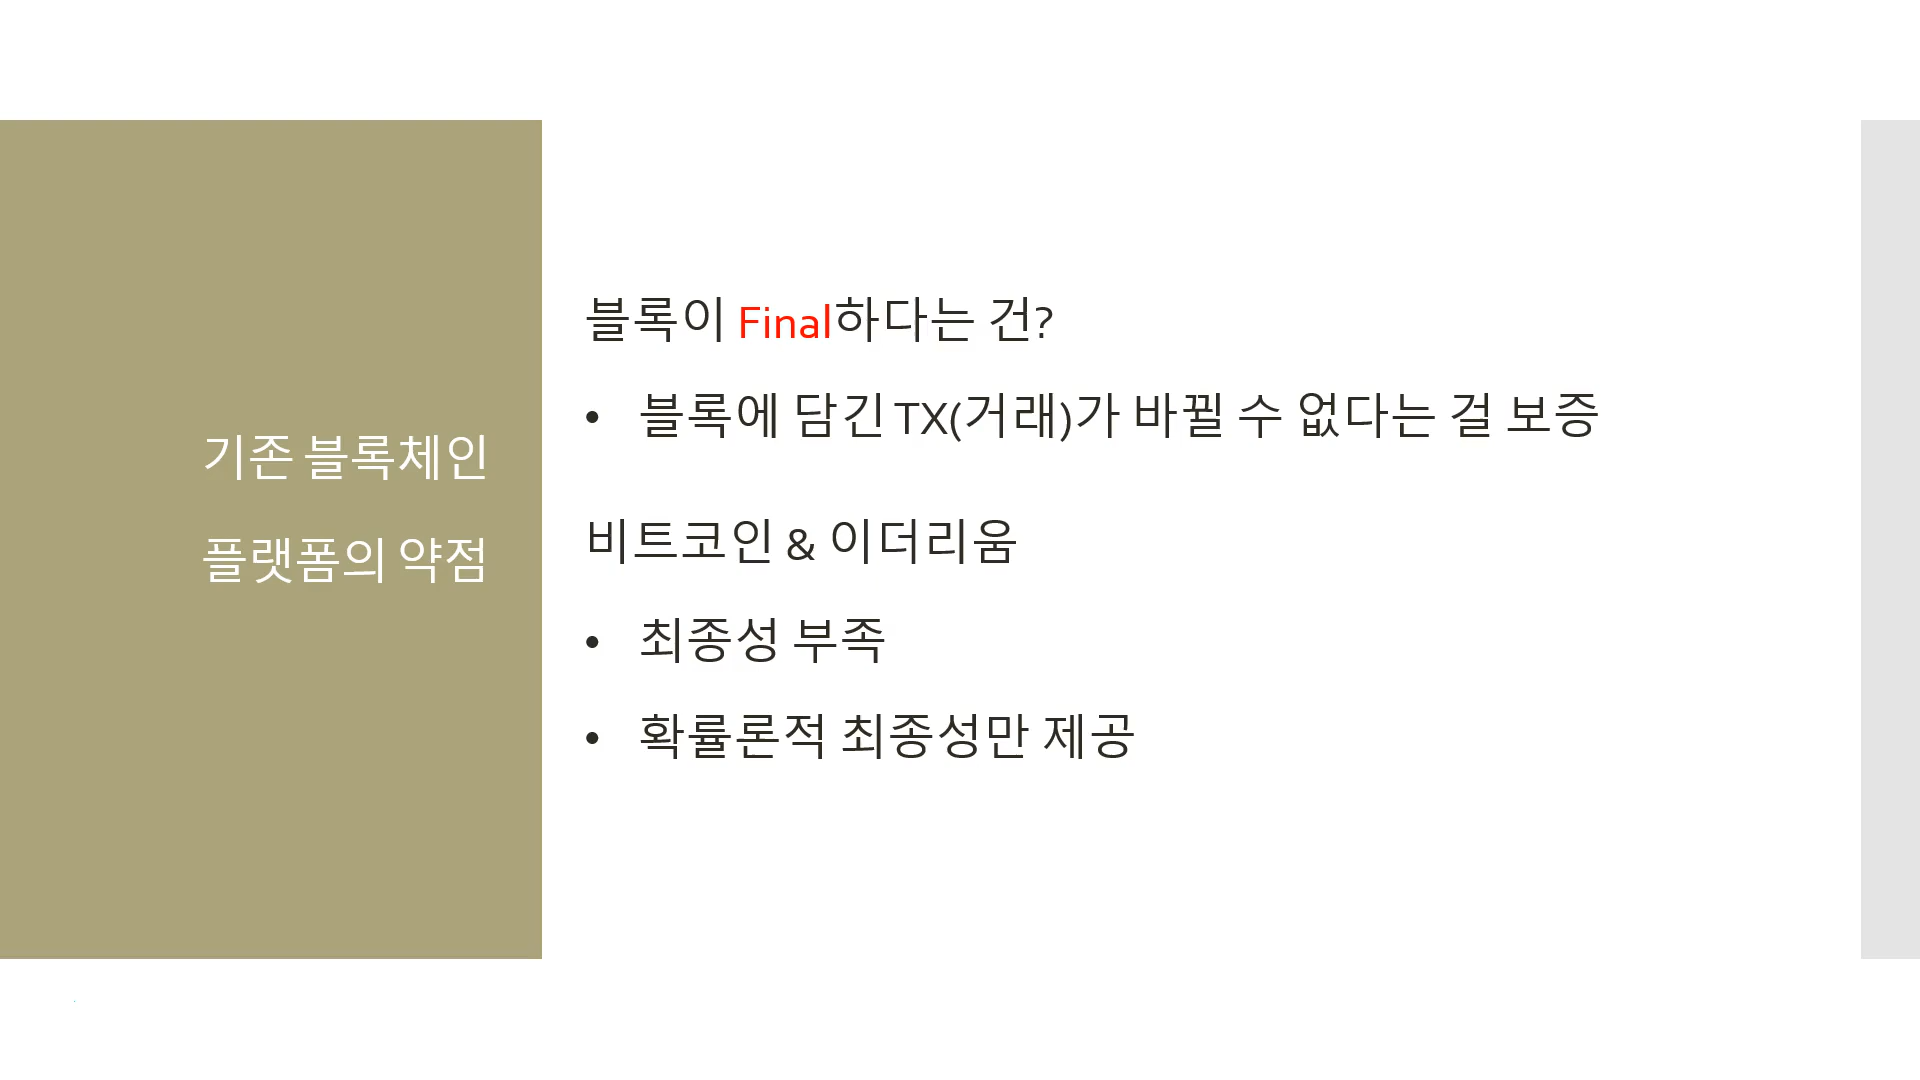 기존 블록체인
플랫폼의 약점
블록이 Final하다는 건?
• 블록에 담긴 TX(거래)가 바뀔 수 없다는 걸 보증
비트코인 & 이더리움
• 최종성 부족
• 확률론적 최종성만 제공